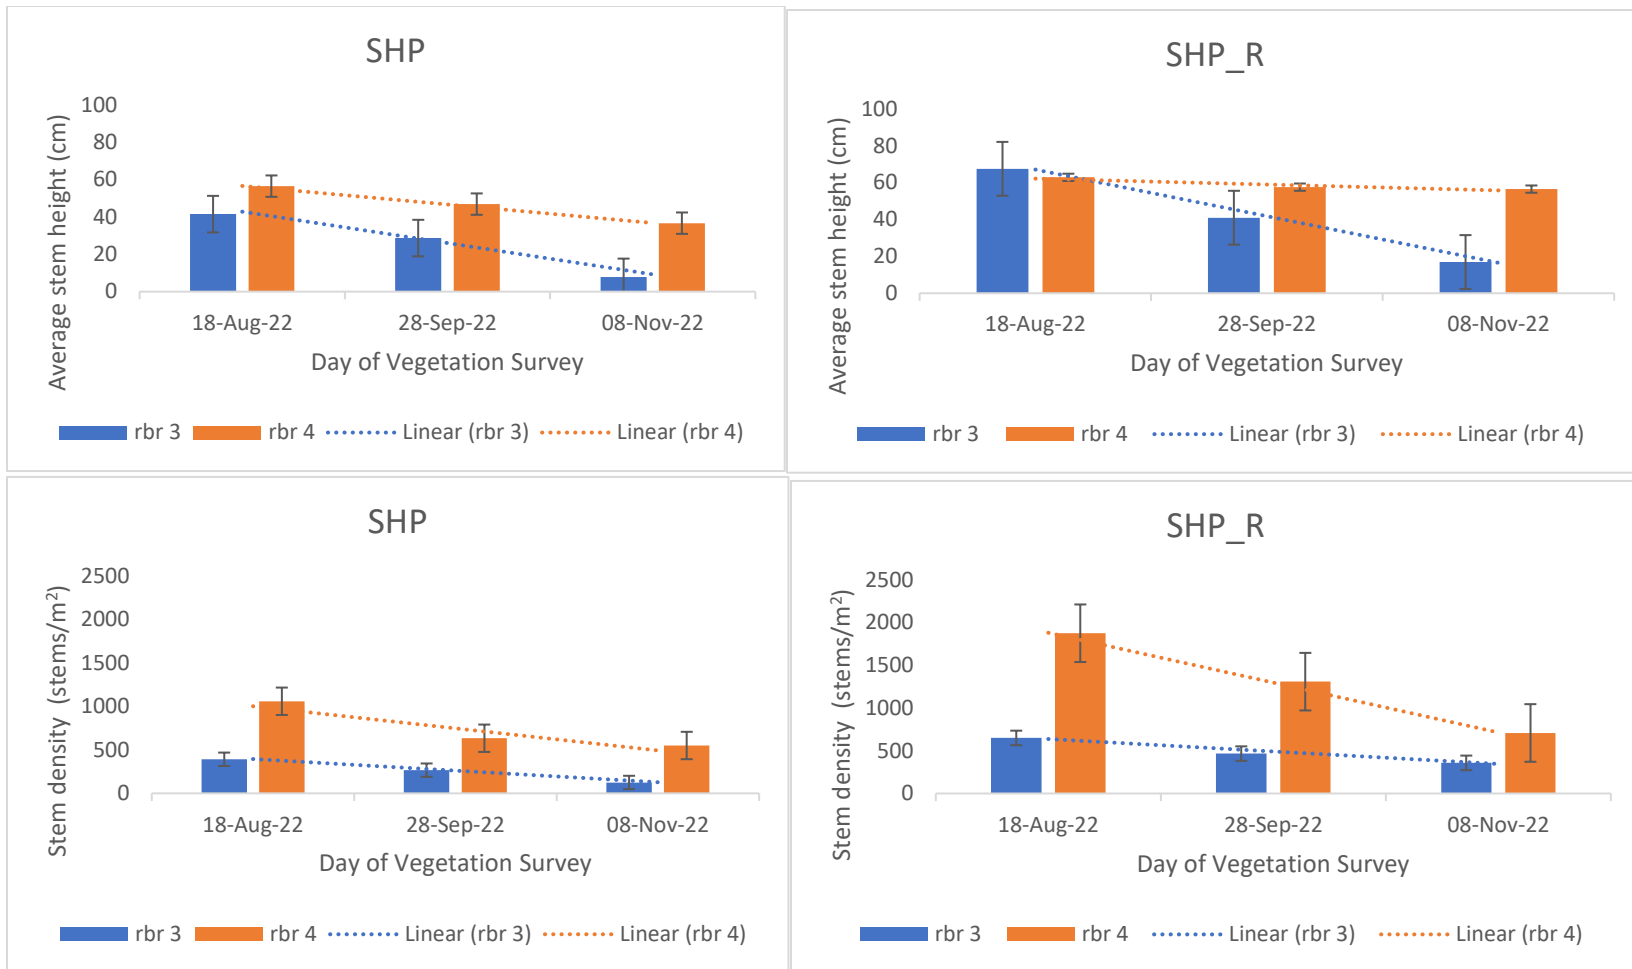 SHP
Average stem height (cm)
100
80
60
40
20
0
18-Aug-22 28-Sep-22 08-Nov-22
Day of Vegetation Survey
rbr 3 rbr 4 Linear (rbr 3) Linear (rbr 4)
SHP_R
Average stem height (cm)
100
80
60
40
20
0
18-Aug-22 28-Sep-22 08-Nov-22
Day of Vegetation Survey
rbr 3 rbr 4 Linear (rbr 3) Linear (rbr 4)
SHP
Stem density (stems/m²)
2500
2000
1500
1000
500
0
18-Aug-22 28-Sep-22 08-Nov-22
Day of Vegetation Survey
rbr 3 rbr 4 Linear (rbr 3) Linear (rbr 4)
SHP_R
Stem density (stems/m²)
2500
2000
1500
1000
500
0
18-Aug-22 28-Sep-22 08-Nov-22
Day of Vegetation Survey
rbr 3 rbr 4 Linear (rbr 3) Linear (rbr 4)